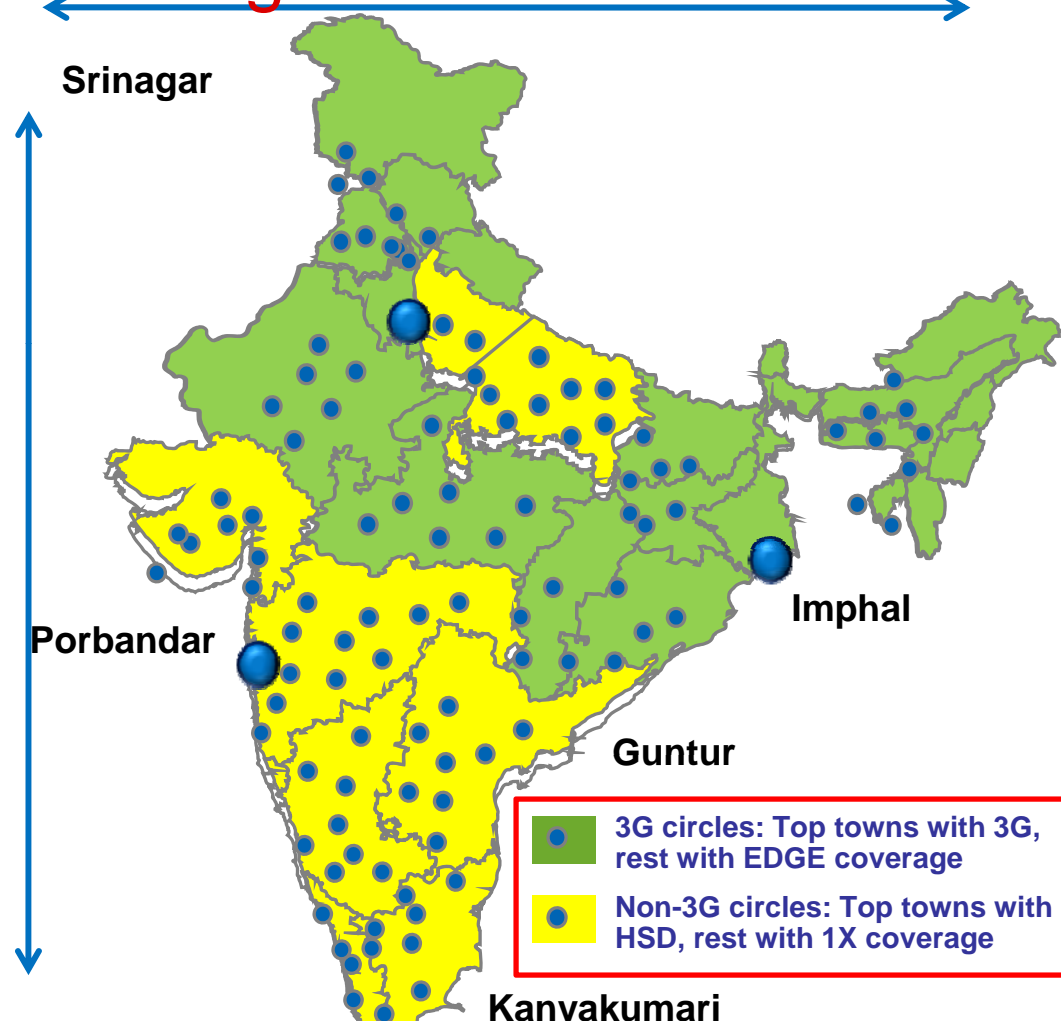 Srinagar
Porbandar
Imphal
Guntur
3G circles: Top towns with 3G,
rest with EDGE coverage
Non-3G circles: Top towns with
HSD, rest with 1X coverage
Kanyakumari